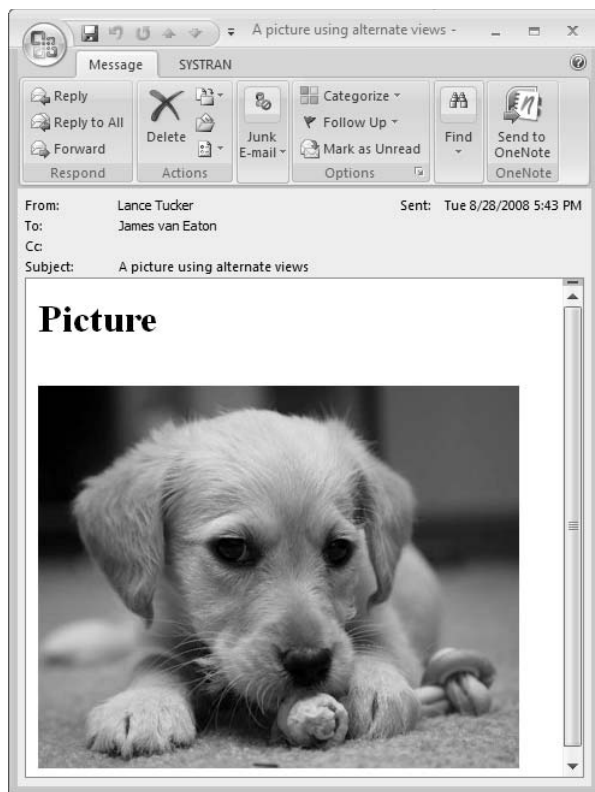 A picture using alternate views -
Message SYSTRAN
Reply
Reply to All
Forward
Respond
Delete
Actions
Junk
E-mail
Categorize
Follow Up
Mark as Unread
Options
Find
Send to
OneNote
OneNote
From: Lance Tucker Sent: Tue 8/28/2008 5:43 PM
To: James van Eaton
Cc:
Subject: A picture using alternate views
Picture